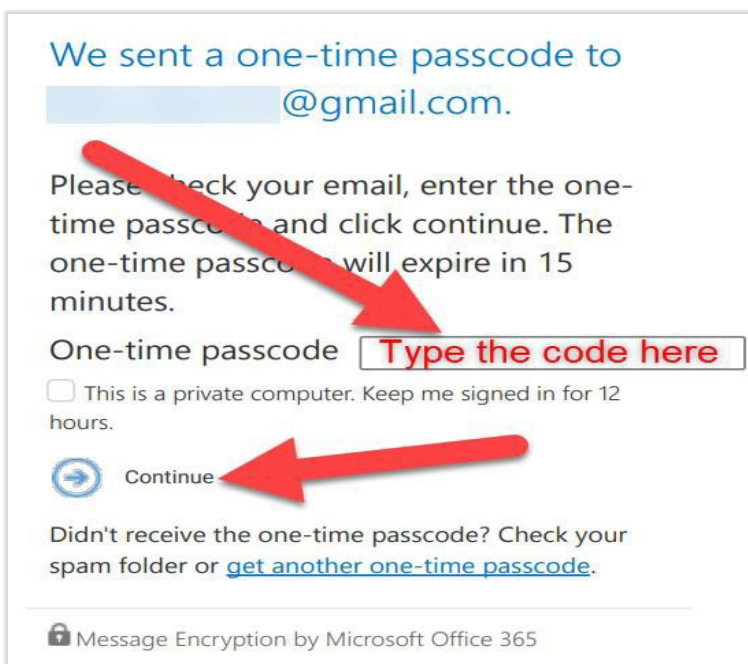 We sent a one-time passcode to
@gmail.com.
Please check your email, enter the one-
time passcode and click continue. The
one-time passcode will expire in 15
minutes.
One-time passcode Type the code here
This is a private computer. Keep me signed in for 12
hours.
Continue
Didn't receive the one-time passcode? Check your
spam folder or get another one-time passcode.
Message Encryption by Microsoft Office 365